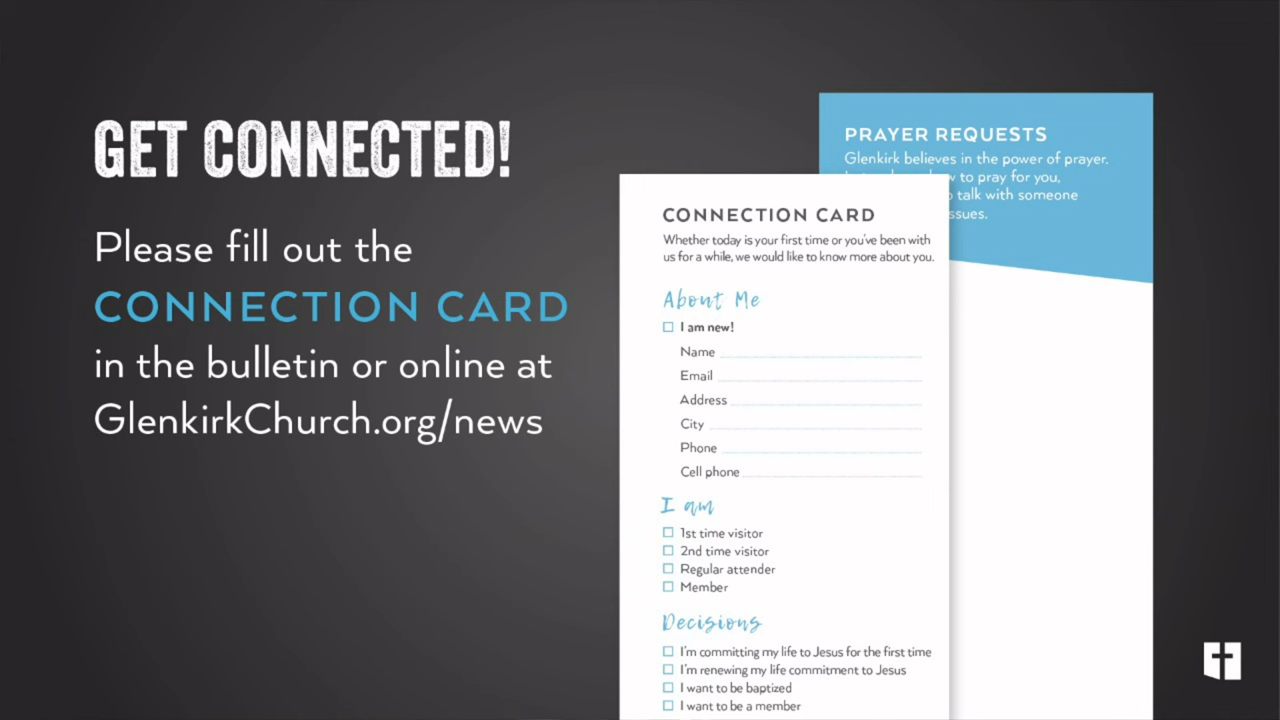 GET CONNECTED!
Please fill out the
CONNECTION CARD
in the bulletin or online at
GlenkirkChurch.org/news
PRAYER REQUESTS
Glenkirk believes in the power of prayer.
to pray for you,
talk with someone
CONNECTION CARD
Whether today is your first time or you've been with
us for a while, we would like to know more about you.
About Me
I am new!
Name
Email
Address
City
Phone
Cell phone
I am
1st time visitor
2nd time visitor
Regular attender
Member
Decisions
I'm committing my life to Jesus for the first time
I'm renewing my life commitment to Jesus
I want to be baptized
I want to be a member